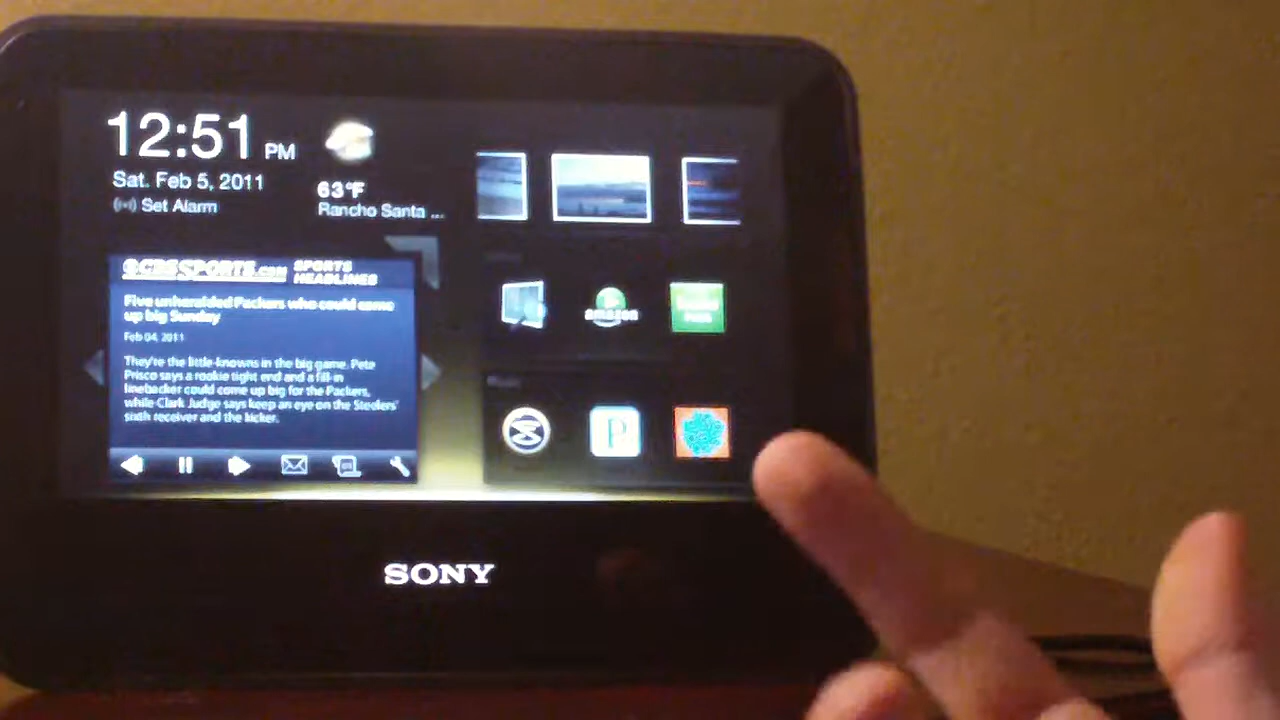 12:51 PM
Sat. Feb 5, 2011
Set Alarm
63°F
Rancho Santa ...
CBSSPORTS.COM SPORTS HEADLINES
Five unheralded Packers who could come
up big Sunday
Feb 04, 2011
They're the little-knowns in the big game. Pete
Prisco says a rookie tight end and a fill-in
linebacker could come up big for the Packers,
while Clark Judge says keep an eye on the Steelers'
sixth receiver and the kicker.
amazon
P
SONY